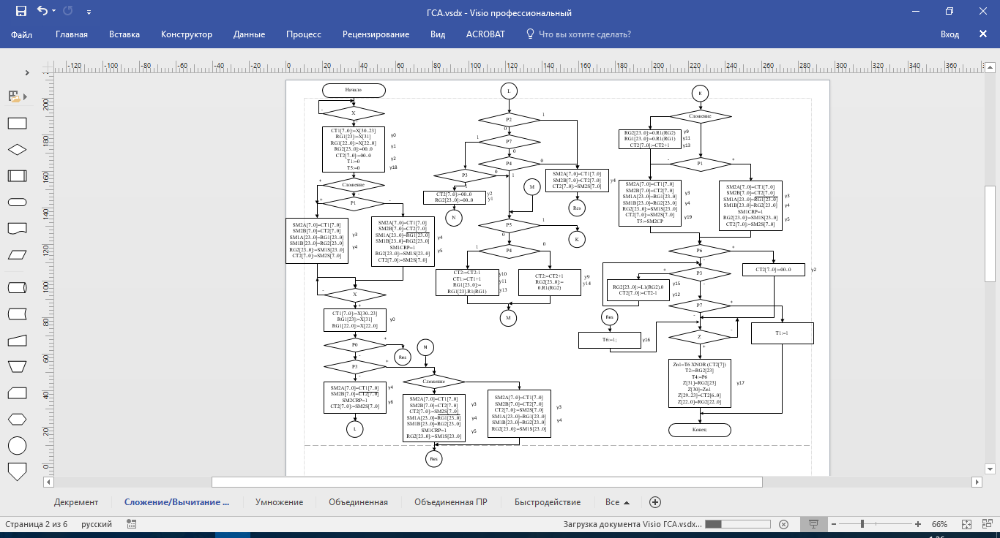 ГСА.vsdx - Visio профессиональный
Файл Главная Вставка Конструктор Данные Процесс Рецензирование Вид ACROBAT Что вы хотите сделать? Вход
-120 -100 -80 -60 -40 -20 0 20 40 60 80 100 120 140 160 180 200 220 240 260 280 300 320 340 360
200
180
160
140
120
100
80
60
40
20
0
Начало
X
-
CT1[7..0]:=X[30..23]
RG1[23]:=X[31]
RG1[22..0]:=X[22..0]
RG2[23..0]:=00..0
CT2[7..0]:=00..0
T1:=0
T5:=0
y0
y1
y2
y18
Сложение
+
-
P1
+
-
SM2A[7..0]=CT1[7..0]
SM2B[7..0]=CT2[7..0]
SM1A[23..0]=RG1[23..0]
SM1B[23..0]=RG2[23..0]
RG2[23..0]:=SM1S[23..0]
CT2[7..0]:=SM2S[7..0]
y3
y4
SM2A[7..0]=CT1[7..0]
SM2B[7..0]=CT2[7..0]
SM1A[23..0]=RG1[23..0]
SM1B[23..0]=RG2[23..0]
SM1CRP=1
RG2[23..0]:=SM1S[23..0]
CT2[7..0]:=SM2S[7..0]
y4
y5
X
-
+
CT1[7..0]:=X[30..23]
RG1[23]:=X[31]
RG1[22..0]:=X[22..0]
y0
P0
+
-
Res
P3
+
-
N
SM2A[7..0]=CT1[7..0]
SM2B[7..0]=CT2[7..0]
SM2CRP=1
CT2[7..0]:=SM2S[7..0]
y4
y6
L
Сложение
SM2A[7..0]=CT1[7..0]
SM2B[7..0]=CT2[7..0]
CT2[7..0]:=SM2S[7..0]
SM1A[23..0]=RG1[23..0]
SM1B[23..0]=RG2[23..0]
SM1CRP=1
RG2[23..0]:=SM1S[23..0]
y3
y4
y5
SM2A[7..0]=CT1[7..0]
SM2B[7..0]=CT2[7..0]
CT2[7..0]:=SM2S[7..0]
SM1A[23..0]=RG1[23..0]
SM1B[23..0]=RG2[23..0]
RG2[23..0]:=SM1S[23..0]
y3
y4
Res
L
P2
1
0
P7
1
0
P4
0
1
P3
0
1
CT2[7..0]:=00..0
RG2[23..0]:=00..0
y2
y1
N
M
SM2A[7..0]=CT1[7..0]
SM2B[7..0]=CT2[7..0]
CT2[7..0]:=SM2S[7..0]
y4
Res
P5
1
0
K
P4
1
0
CT2:=CT2-1
CT1:=CT1+1
RG1[23..0]:=
RG1[23].R1(RG1)
y10
y11
y13
CT2:=CT2+1
RG2[23..0]:=
0.R1(RG2)
y9
y14
M
K
Сложение
RG2[23..0]:=0.R1(RG2)
RG1[23..0]:=0.R1(RG1)
CT2[7..0]:=CT2+1
y9
y11
y13
P1
-
+
SM2A[7..0]=CT1[7..0]
SM2B[7..0]=CT2[7..0]
SM1A[23..0]=RG1[23..0]
SM1B[23..0]=RG2[23..0]
RG2[23..0]:=SM1S[23..0]
CT2[7..0]:=SM2S[7..0]
T5:=SM2CP
y3
y4
y19
SM2A[7..0]=CT1[7..0]
SM2B[7..0]=CT2[7..0]
SM1A[23..0]=RG1[23..0]
SM1B[23..0]=RG2[23..0]
SM1CRP=1
RG2[23..0]:=SM1S[23..0]
CT2[7..0]:=SM2S[7..0]
y3
y4
y5
P6
+
-
CT2[7..0]:=00..0
y2
P3
+
-
RG2[23..0]:=L1(RG2).0
CT2[7..0]:=CT2-1
y15
y12
P7
+
-
Res
T6:=1;
y16
T1:=1
Z
-
+
Zn1=T6 XNOR (CT2[7])
T2:=RG2[23]
T4:=P6
Z[31]=RG2[23]
Z[30]=Zn1
Z[29..23]=CT2[6..0]
Z[22..0]=RG2[22..0]
y17
Конец
Декремент Сложение/Вычитание ... Умножение Объединенная Объединенная ПР Быстродействие Все
Страница 2 из 6 русский Загрузка документа Visio ГСА.vsdx... 66%